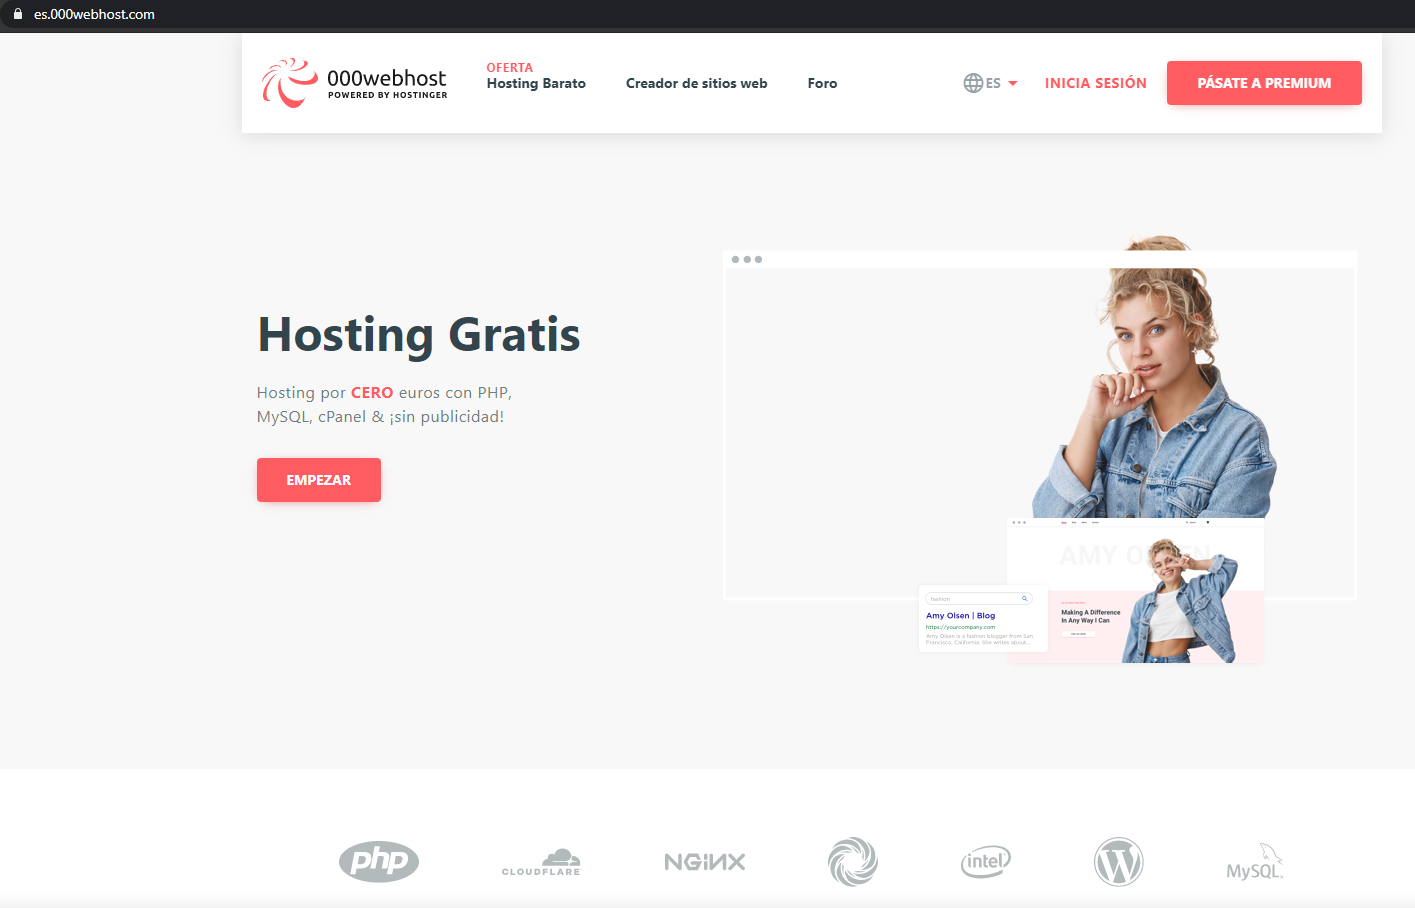 es.000webhost.com
000webhost
POWERED BY HOSTINGER
OFERTA
Hosting Barato
Creador de sitios web
Foro
ES
INICIA SESIÓN
PÁSATE A PREMIUM
Hosting Gratis
Hosting por CERO euros con PHP,
MySQL, cPanel & ¡sin publicidad!
EMPEZAR
AMY OLSEN
Making A Difference
In Any Way I Can
fashion
Amy Olsen | Blog
https://yourcompany.com
Amy Olsen is a fashion blogger from San
Francisco, California. She writes about...
php
CLOUDFLARE
NGINX
intel
W
MySQL